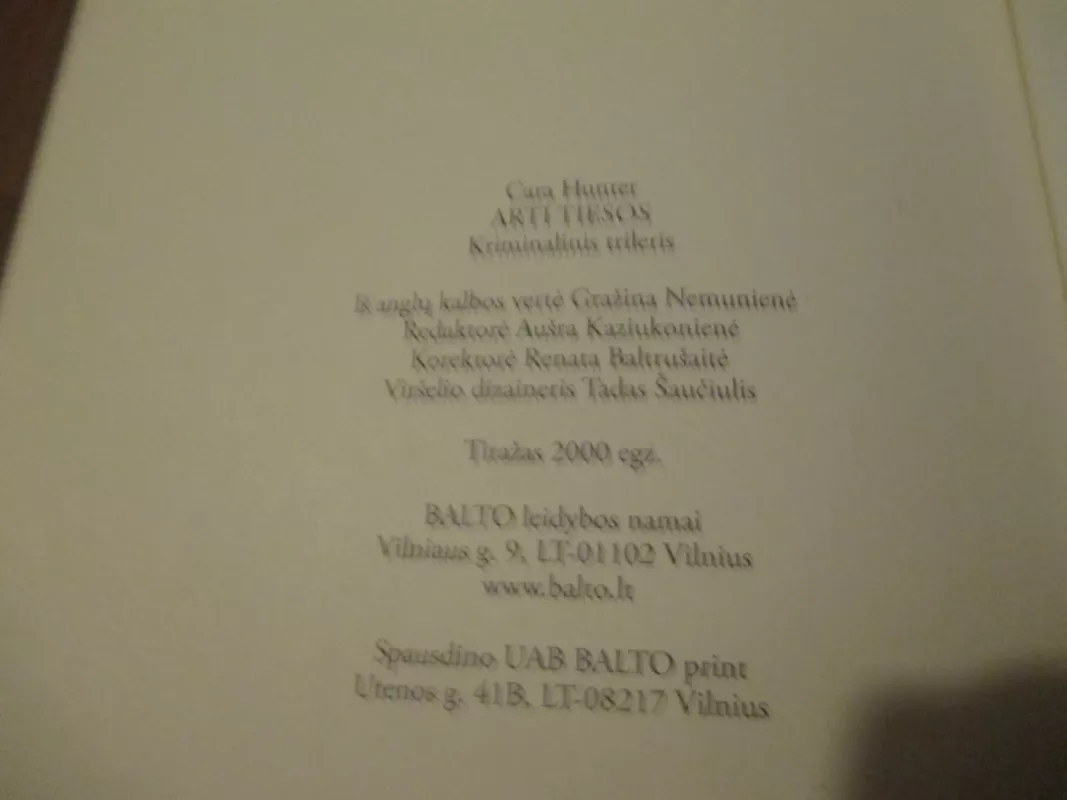 Cara Hunter
ARTI TIESOS
Kriminalinis trileris
Iš anglų kalbos vertė Gražina Nemunienė
Redaktorė Aušra Kaziukonienė
Korektorė Renata Baltrušaitė
Viršelio dizaineris Tadas Šaučiulis
Tiražas 2000 egz.
BALTO leidybos namai
Vilniaus g. 9, LT-01102 Vilnius
www.balto.lt
Spausdino UAB BALTO print
Utenos g. 41B, LT-08217 Vilnius